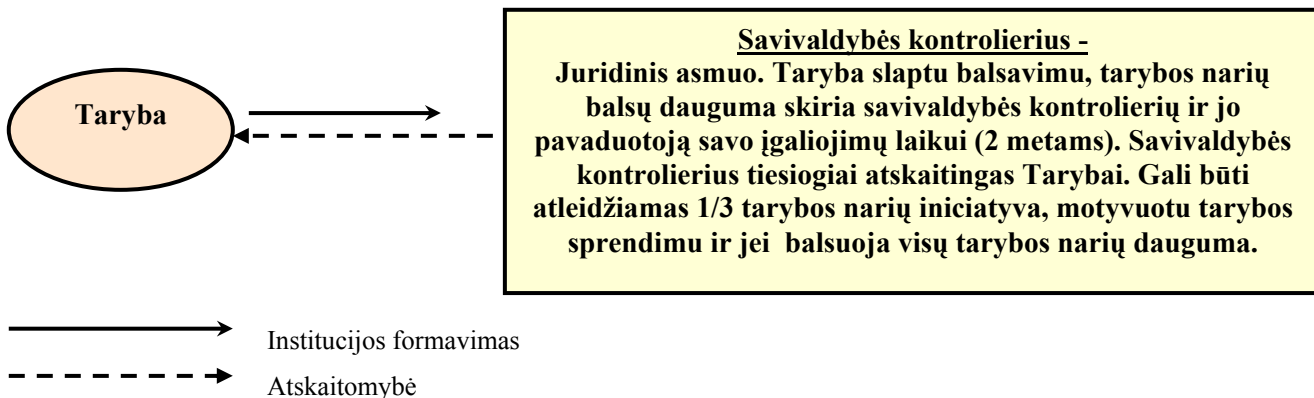 Taryba
Savivaldybės kontrolierius -
Juridinis asmuo. Taryba slaptu balsavimu, tarybos narių
balsų dauguma skiria savivaldybės kontrolierių ir jo
pavaduotoją savo įgaliojimų laikui (2 metams). Savivaldybės
kontrolierius tiesiogiai atskaitingas Tarybai. Gali būti
atleidžiamas 1/3 tarybos narių iniciatyva, motyvuotu tarybos
sprendimu ir jei balsuoja visų tarybos narių dauguma.
Institucijos formavimas
Atskaitomybė